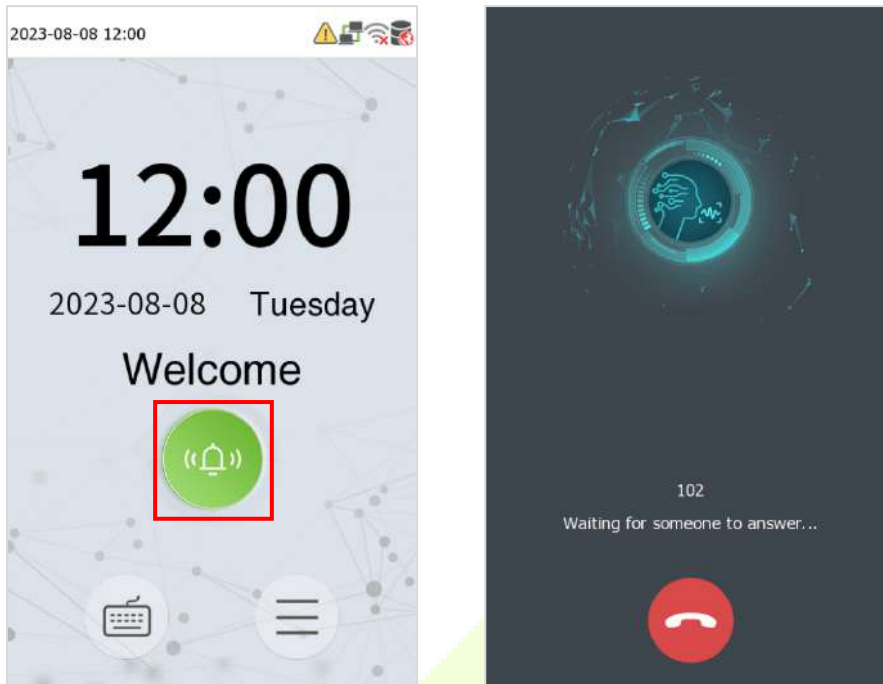 2023-08-08 12:00
12:00
2023-08-08 Tuesday
Welcome
102
Waiting for someone to answer...